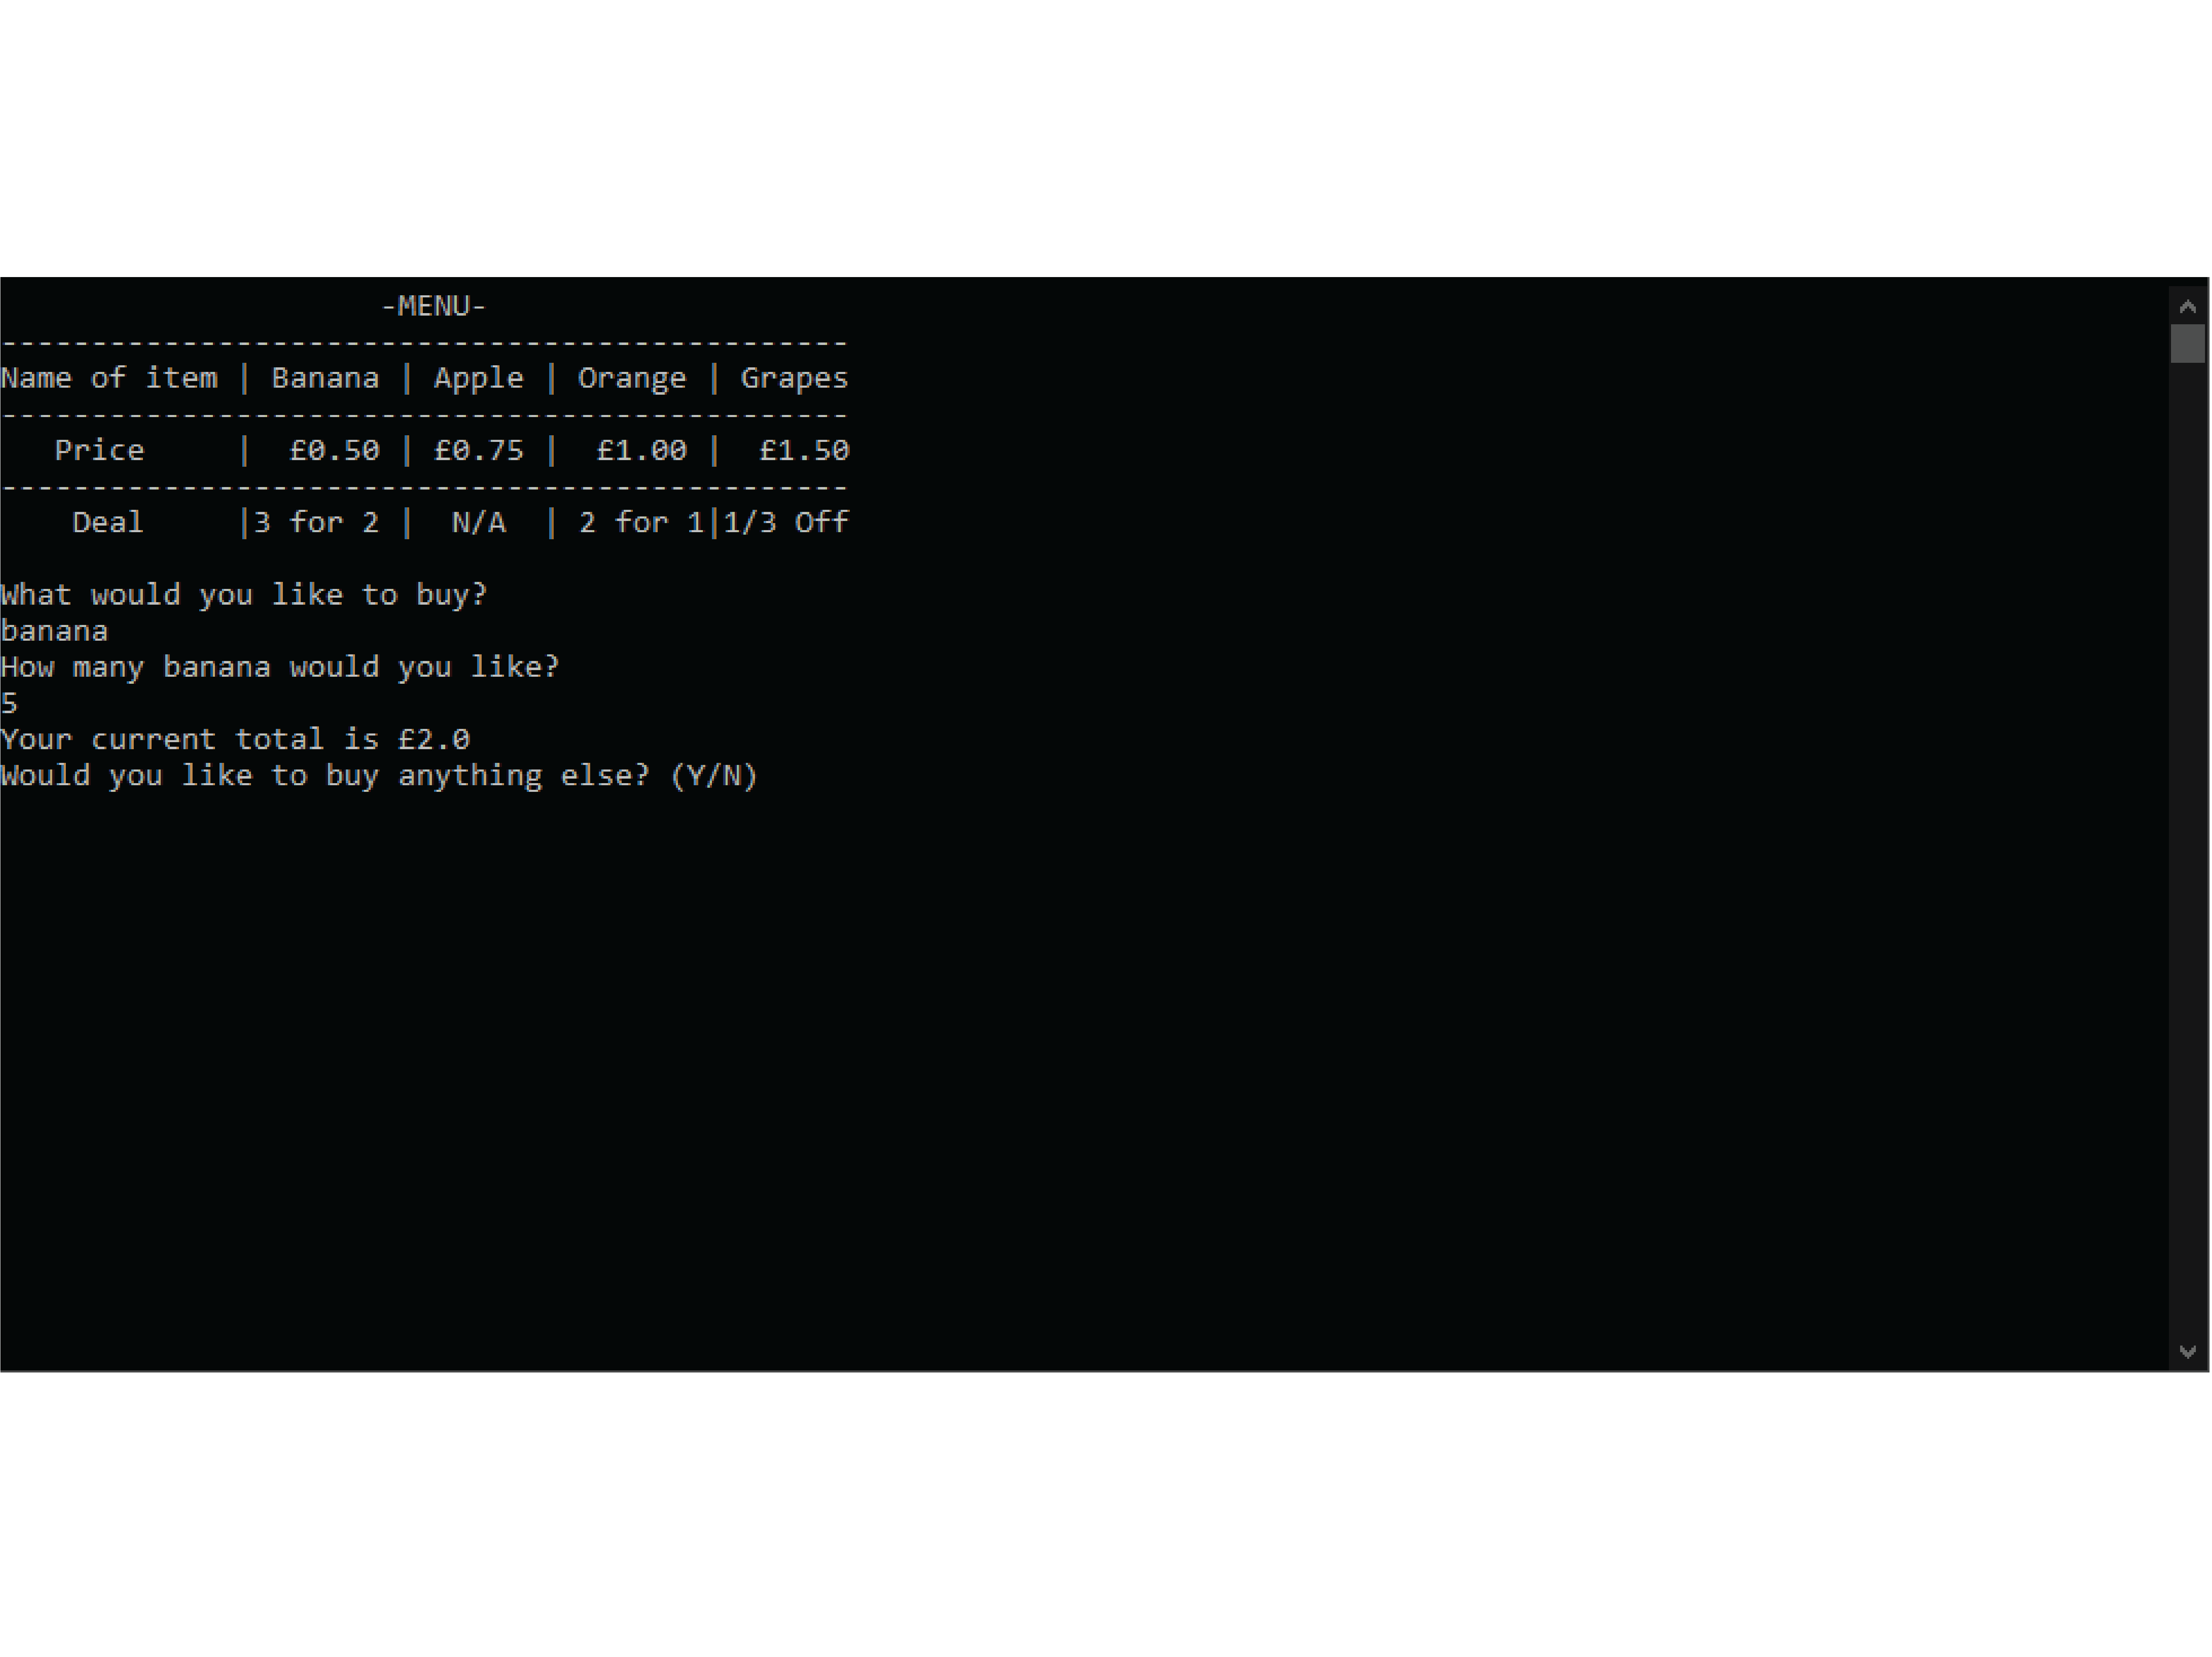 -MENU-
-----------------------------------------------
Name of item | Banana | Apple | Orange | Grapes
-----------------------------------------------
   Price     |  £0.50 | £0.75 |  £1.00 |  £1.50
-----------------------------------------------
    Deal     |3 for 2 |  N/A  | 2 for 1|1/3 Off
What would you like to buy?
banana
How many banana would you like?
5
Your current total is £2.0
Would you like to buy anything else? (Y/N)